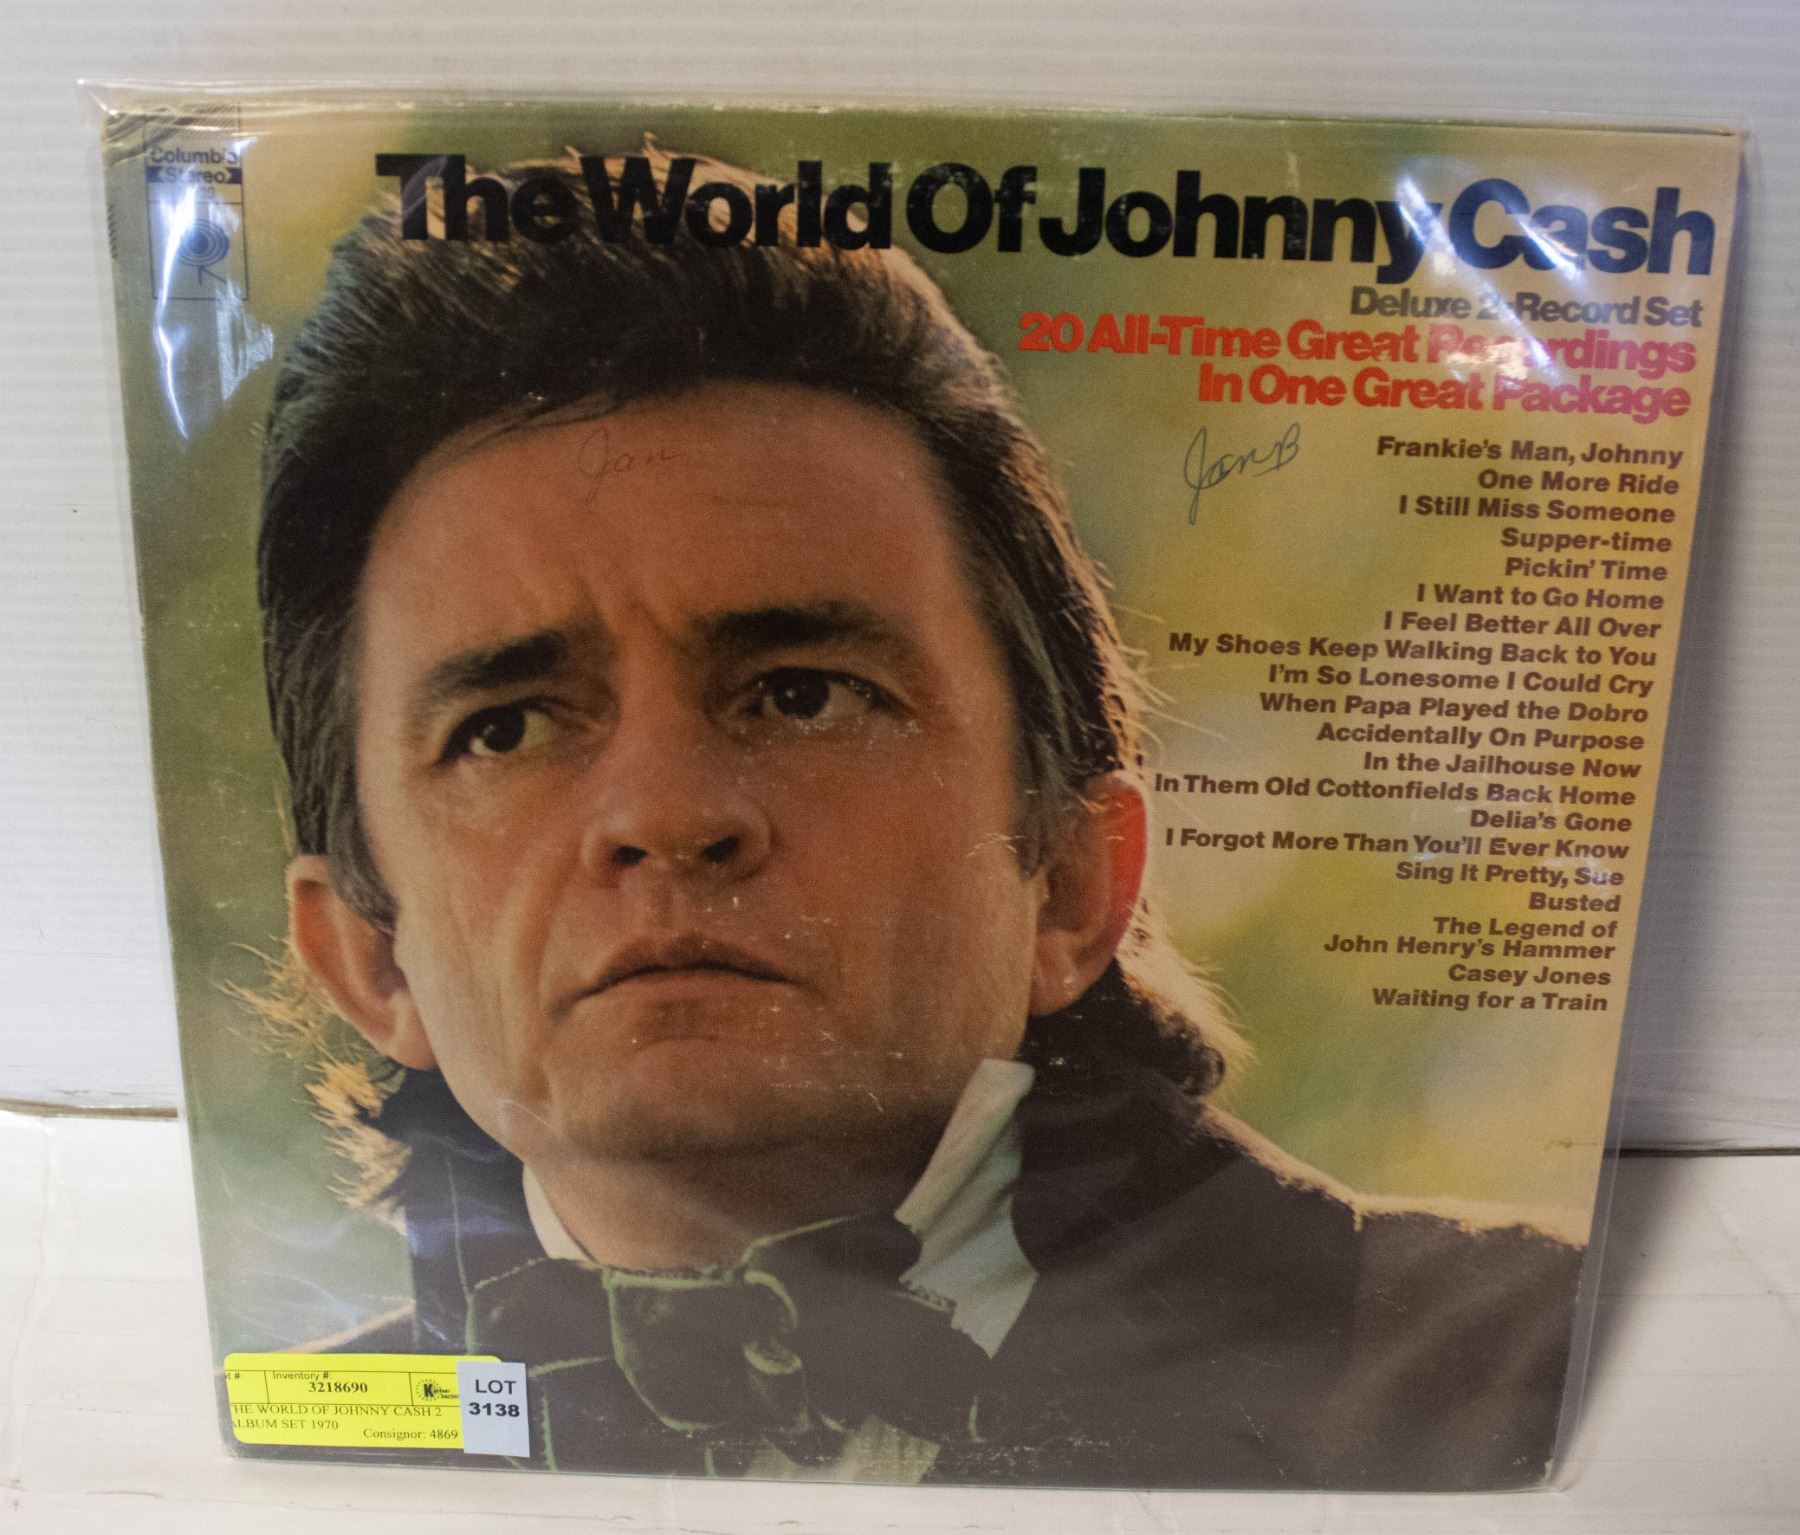 Columbia
Stereo
The World Of Johnny Cash
Deluxe 2-Record Set
20 All-Time Great Recordings
In One Great Package
Jan
Jan B
Frankie's Man, Johnny
One More Ride
I Still Miss Someone
Supper-time
Pickin' Time
I Want to Go Home
I Feel Better All Over
My Shoes Keep Walking Back to You
I'm So Lonesome I Could Cry
When Papa Played the Dobro
Accidentally On Purpose
In the Jailhouse Now
In Them Old Cottonfields Back Home
Delia's Gone
I Forgot More Than You'll Ever Know
Sing It Pretty, Sue
Busted
The Legend of
John Henry's Hammer
Casey Jones
Waiting for a Train
Inventory #:
3218690
HE WORLD OF JOHNNY CASH 2
LBUM SET 1970
Consignor: 4869
LOT
3138